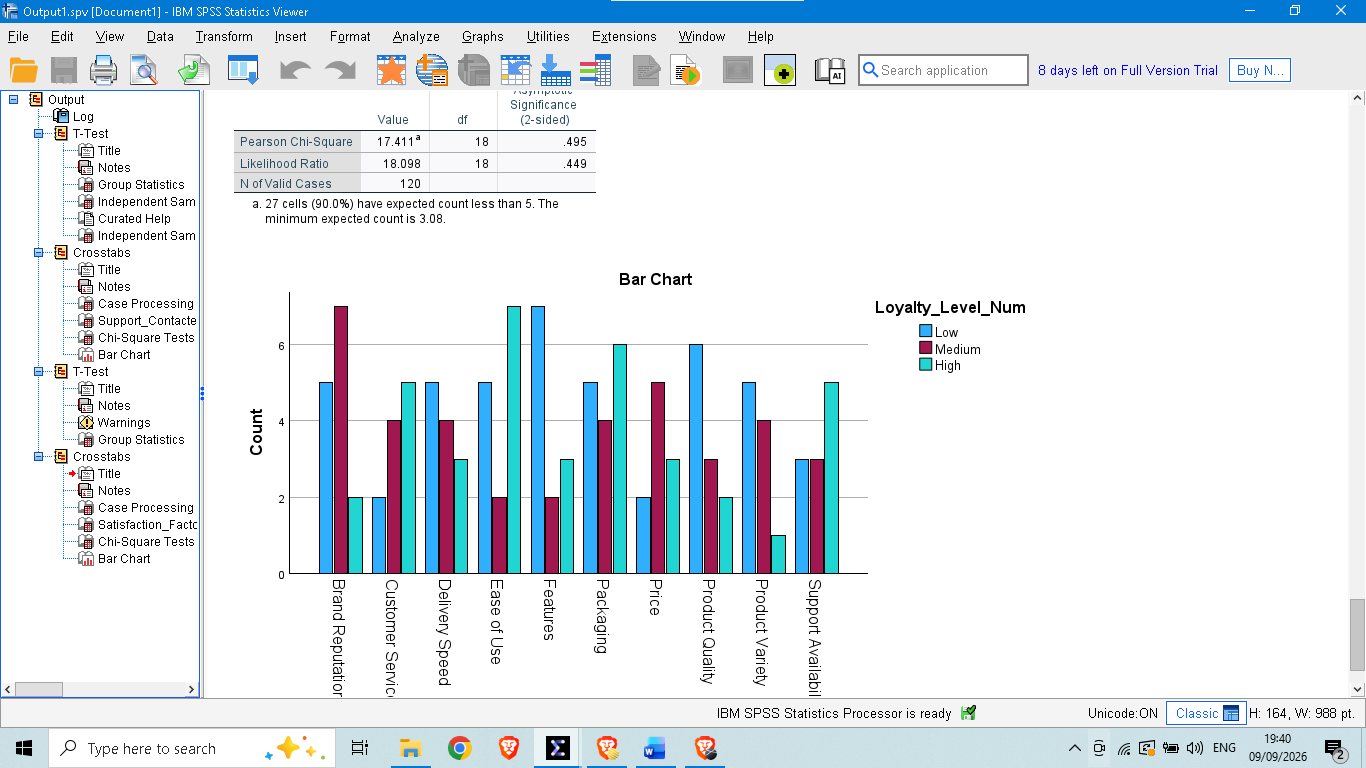 Output1.spv [Document1] - IBM SPSS Statistics Viewer
File Edit View Data Transform Insert Format Analyze Graphs Utilities Extensions Window Help
Search application
8 days left on Full Version Trial
Buy N...
Output
Log
T-Test
Title
Notes
Group Statistics
Independent Sam
Curated Help
Independent Sam
Crosstabs
Title
Notes
Case Processing
Support_Contacte
Chi-Square Tests
Bar Chart
T-Test
Title
Notes
Warnings
Group Statistics
Crosstabs
Title
Notes
Case Processing
Satisfaction_Facto
Chi-Square Tests
Bar Chart
Asymptotic
Significance
Value df (2-sided)
Pearson Chi-Square 17.411a 18 .495
Likelihood Ratio 18.098 18 .449
N of Valid Cases 120
a. 27 cells (90.0%) have expected count less than 5. The
minimum expected count is 3.08.
Bar Chart
Loyalty_Level_Num
Low
Medium
High
Count
6
4
2
0
Brand Reputation
Customer Servic
Delivery Speed
Ease of Use
Features
Packaging
Price
Product Quality
Product Variety
Support Availabil
IBM SPSS Statistics Processor is ready
Unicode:ON
Classic
H: 164, W: 988 pt.
Type here to search
ENG
19:40
09/09/2026
2